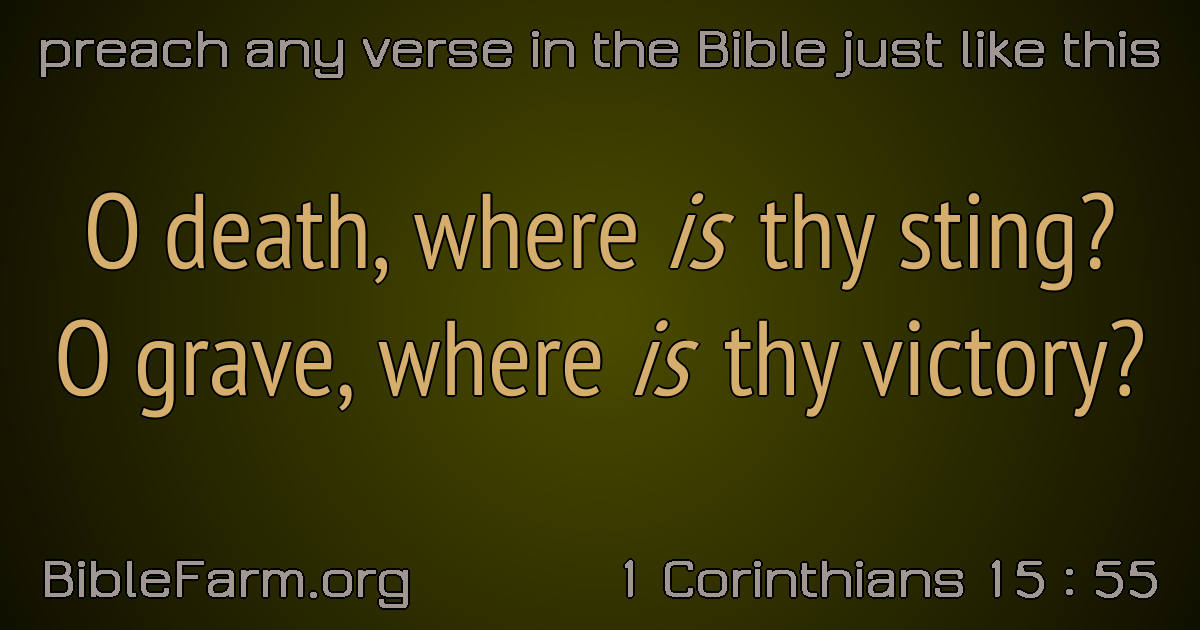 preach any verse in the Bible just like this
O death, where is thy sting?
O grave, where is thy victory?
BibleFarm.org 1 Corinthians 15 : 55